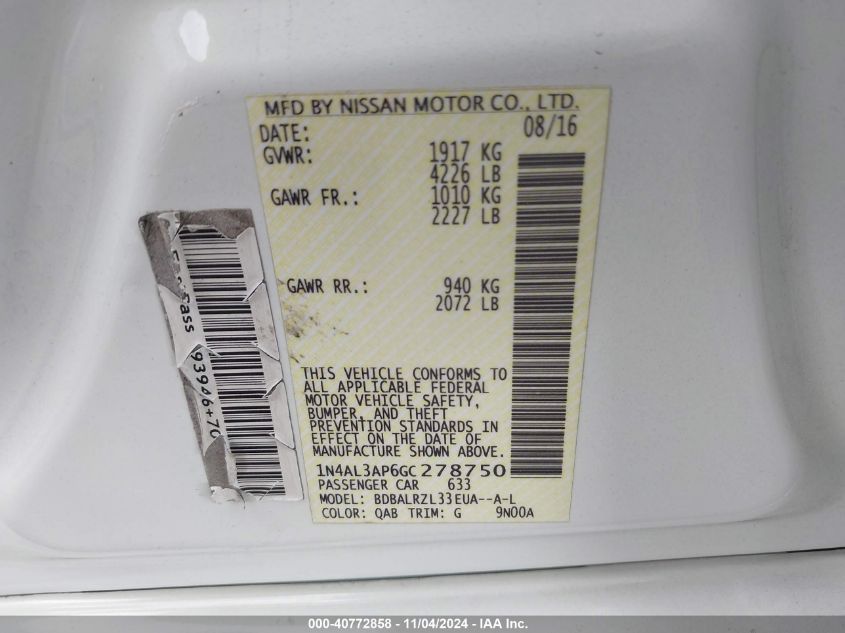 MFD BY NISSAN MOTOR CO., LTD.
DATE: 08/16
GVWR: 1917 KG
4226 LB
GAWR FR.: 1010 KG
2227 LB
GAWR RR.: 940 KG
2072 LB
THIS VEHICLE CONFORMS TO
ALL APPLICABLE FEDERAL
MOTOR VEHICLE SAFETY,
BUMPER, AND THEFT
PREVENTION STANDARDS IN
EFFECT ON THE DATE OF
MANUFACTURE SHOWN ABOVE.
1N4AL3AP6GC278750
PASSENGER CAR 633
MODEL: BDBALRZL33EUA--A-L
COLOR: QAB TRIM: G 9N00A
000-40772858 - 11/04/2024 - IAA Inc.